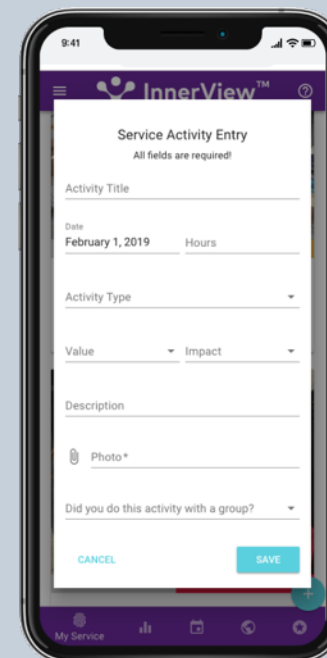 9:41
InnerView™
Service Activity Entry
All fields are required!
Activity Title
Date
February 1, 2019 Hours
Activity Type
Value Impact
Description
Photo*
Did you do this activity with a group?
CANCEL SAVE
+
My Service